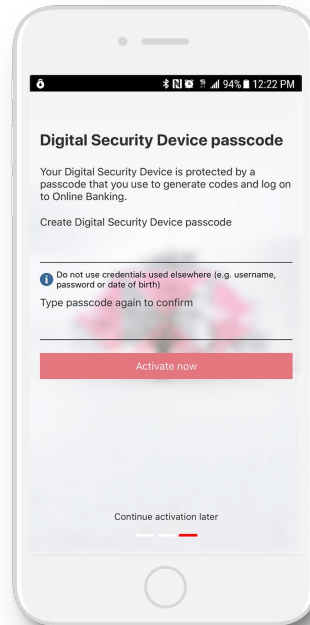 94% 12:22 PM
Digital Security Device passcode
Your Digital Security Device is protected by a
passcode that you use to generate codes and log on
to Online Banking.
Create Digital Security Device passcode
Do not use credentials used elsewhere (e.g. username,
password or date of birth)
Type passcode again to confirm
Activate now
Continue activation later